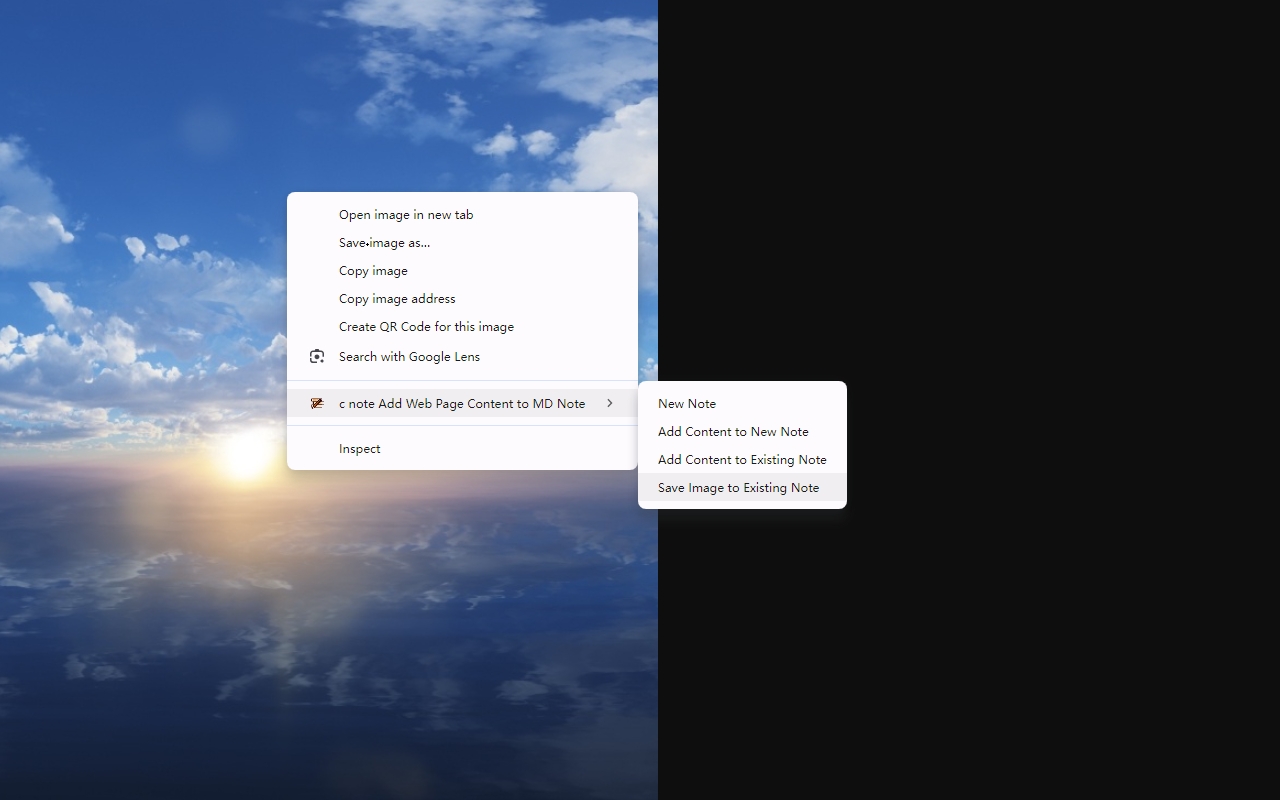 Open image in new tab
Save image as...
Copy image
Copy image address
Create QR Code for this image
Search with Google Lens
c note Add Web Page Content to MD Note
Inspect
New Note
Add Content to New Note
Add Content to Existing Note
Save Image to Existing Note